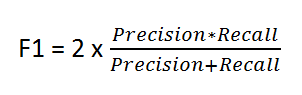 F1 = 2 x Precision*Recall / Precision+Recall